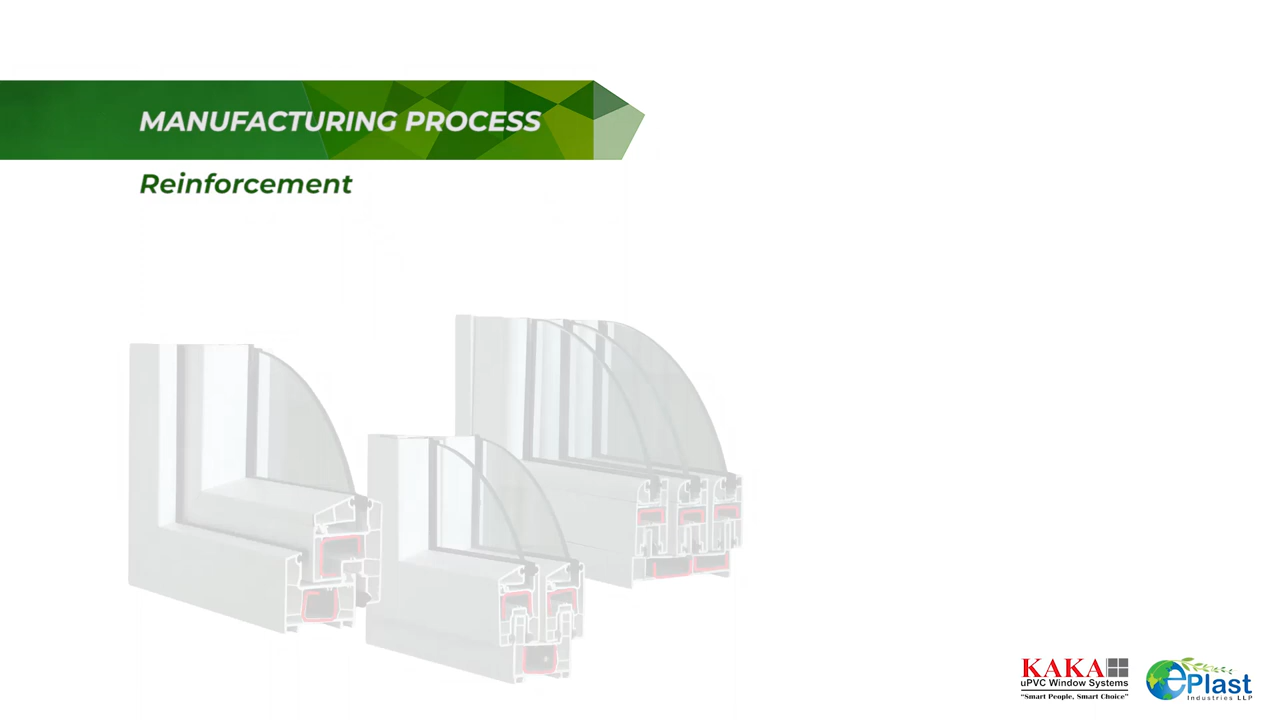 MANUFACTURING PROCESS
Reinforcement
KAKA
uPVC Window Systems
"Smart People, Smart Choice"
ePlast
Industries LLP